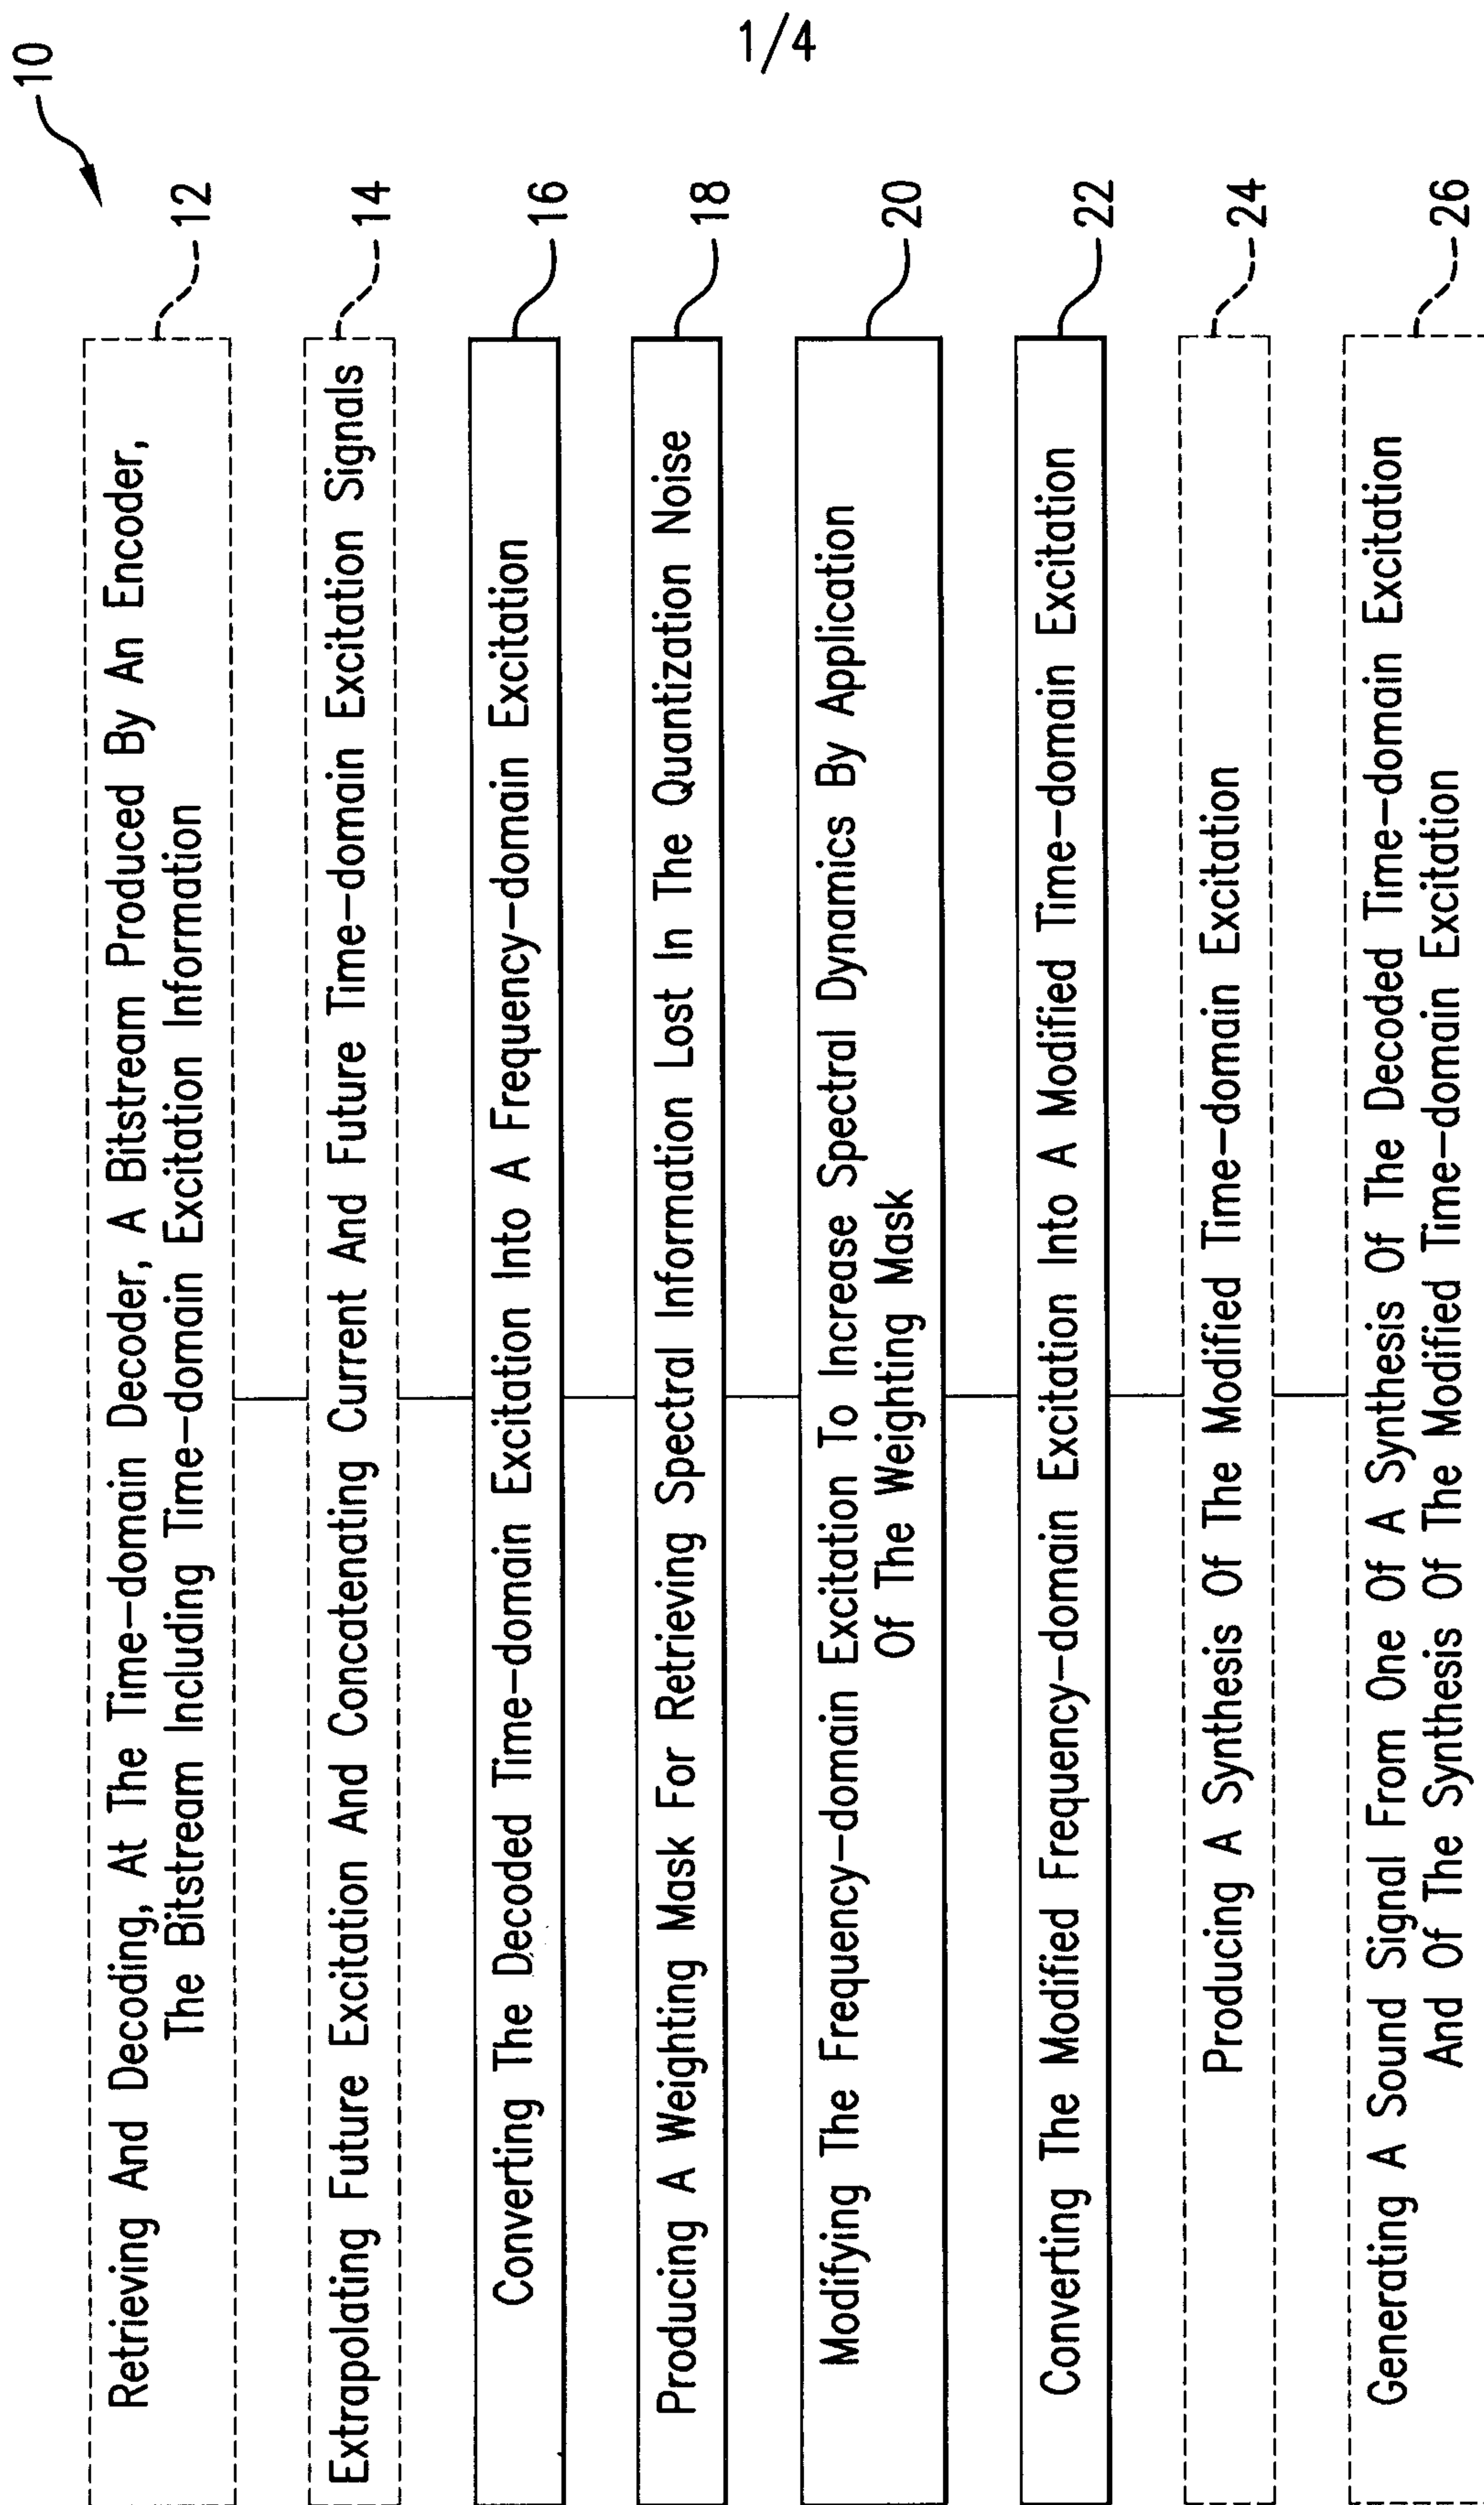 1/4
10
Retrieving And Decoding, At The Time-domain Decoder, A Bitstream Produced By An Encoder,
The Bitstream Including Time-domain Excitation Information
12
Extrapolating Future Excitation And Concatenating Current And Future Time-domain Excitation Signals
14
Converting The Decoded Time-domain Excitation Into A Frequency-domain Excitation
16
Producing A Weighting Mask For Retrieving Spectral Information Lost In The Quantization Noise
18
Modifying The Frequency-domain Excitation To Increase Spectral Dynamics By Application
Of The Weighting Mask
20
Converting The Modified Frequency-domain Excitation Into A Modified Time-domain Excitation
22
Producing A Synthesis Of The Modified Time-domain Excitation
24
Generating A Sound Signal From One Of A Synthesis Of The Decoded Time-domain Excitation
And Of The Synthesis Of The Modified Time-domain Excitation
26